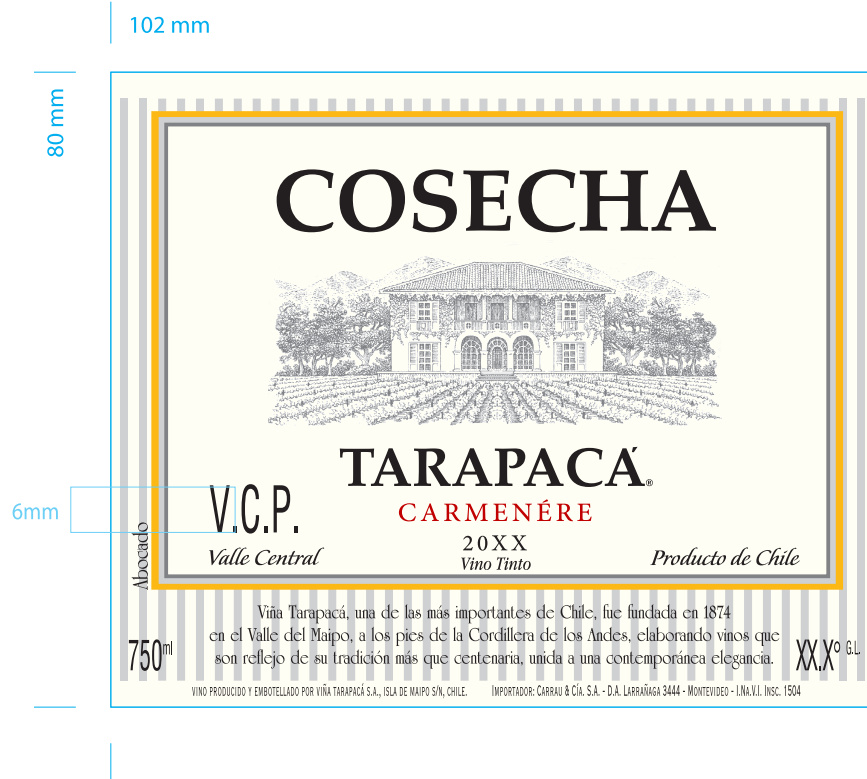 102 mm
80 mm
COSECHA
TARAPACÁ®
CARMENÉRE
6mm
V.C.P.
20XX
Abocado
Valle Central
Vino Tinto
Producto de Chile
Viña Tarapacá, una de las más importantes de Chile, fue fundada en 1874
en el Valle del Maipo, a los pies de la Cordillera de los Andes, elaborando vinos que
son reflejo de su tradición más que centenaria, unida a una contemporánea elegancia.
750ml
XX.X° G.L.
VINO PRODUCIDO Y EMBOTELLADO POR VIÑA TARAPACÁ S.A., ISLA DE MAIPO S/N, CHILE.
IMPORTADOR: CARRAU & CÍA. S.A. - D.A. LARRAÑAGA 3444 - MONTEVIDEO - I.NA.V.I. INSC. 1504